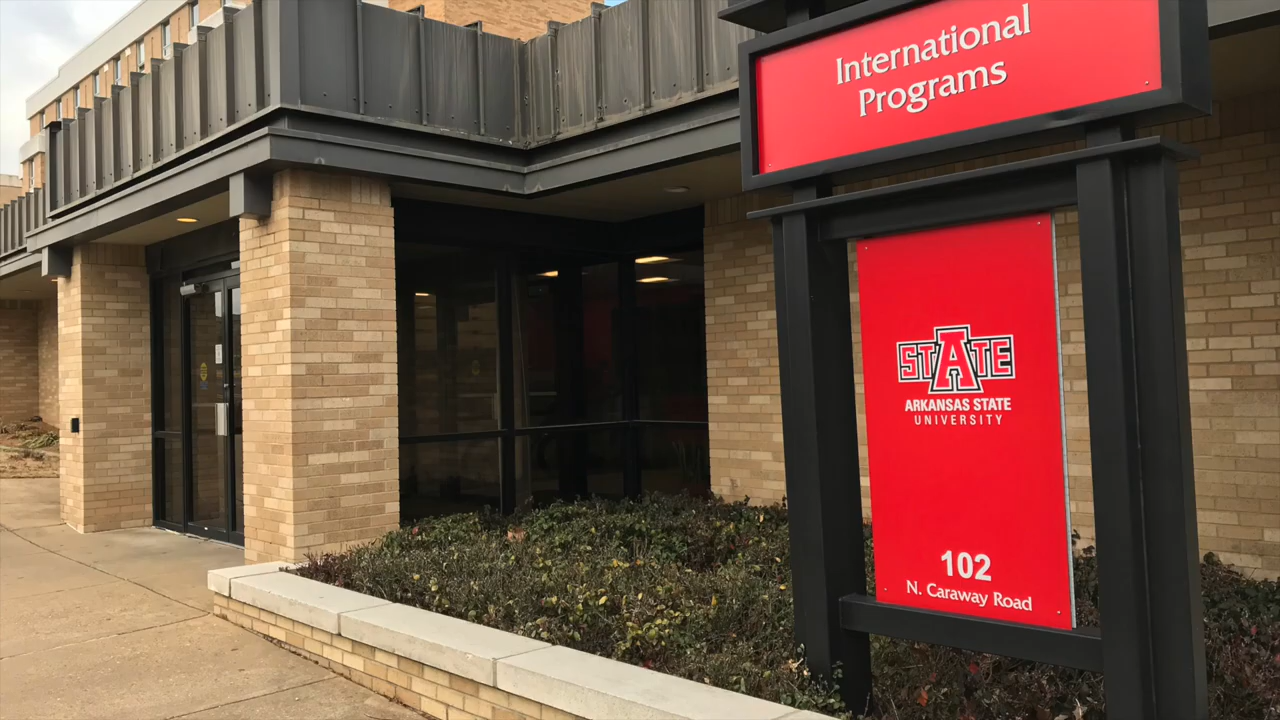 International
Programs
STATE
ARKANSAS STATE
UNIVERSITY
102
N. Caraway Road